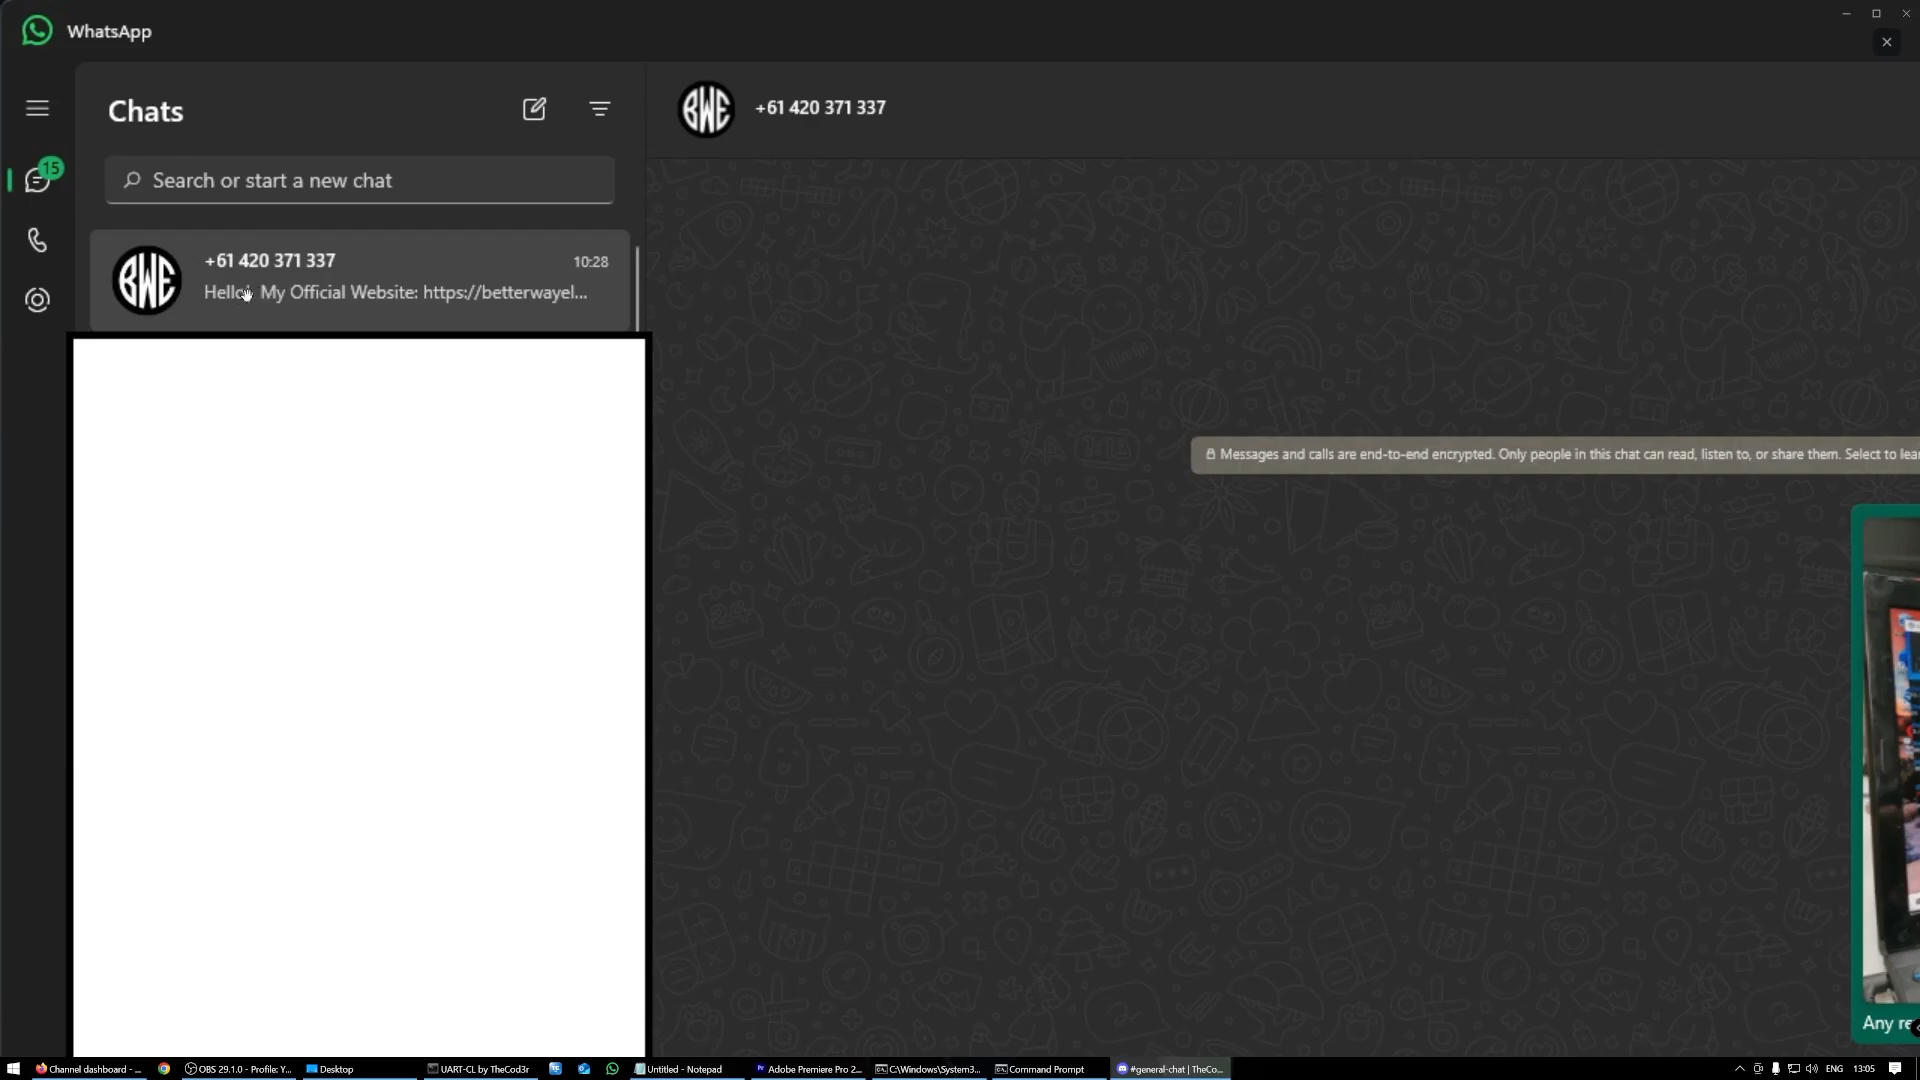 WhatsApp
Chats
15
Search or start a new chat
BWE
+61 420 371 337
10:28
Hello! My Official Website: https://betterwayel...
BWE
+61 420 371 337
Messages and calls are end-to-end encrypted. Only people in this chat can read, listen to, or share them. Select to lear
Any re
Channel dashboard - ...
OBS 29.1.0 - Profile: Y...
Desktop
UART-CL by TheCod3r
Untitled - Notepad
Adobe Premiere Pro 2...
C:\Windows\System3...
Command Prompt
#general-chat | TheCo...
ENG
13:05